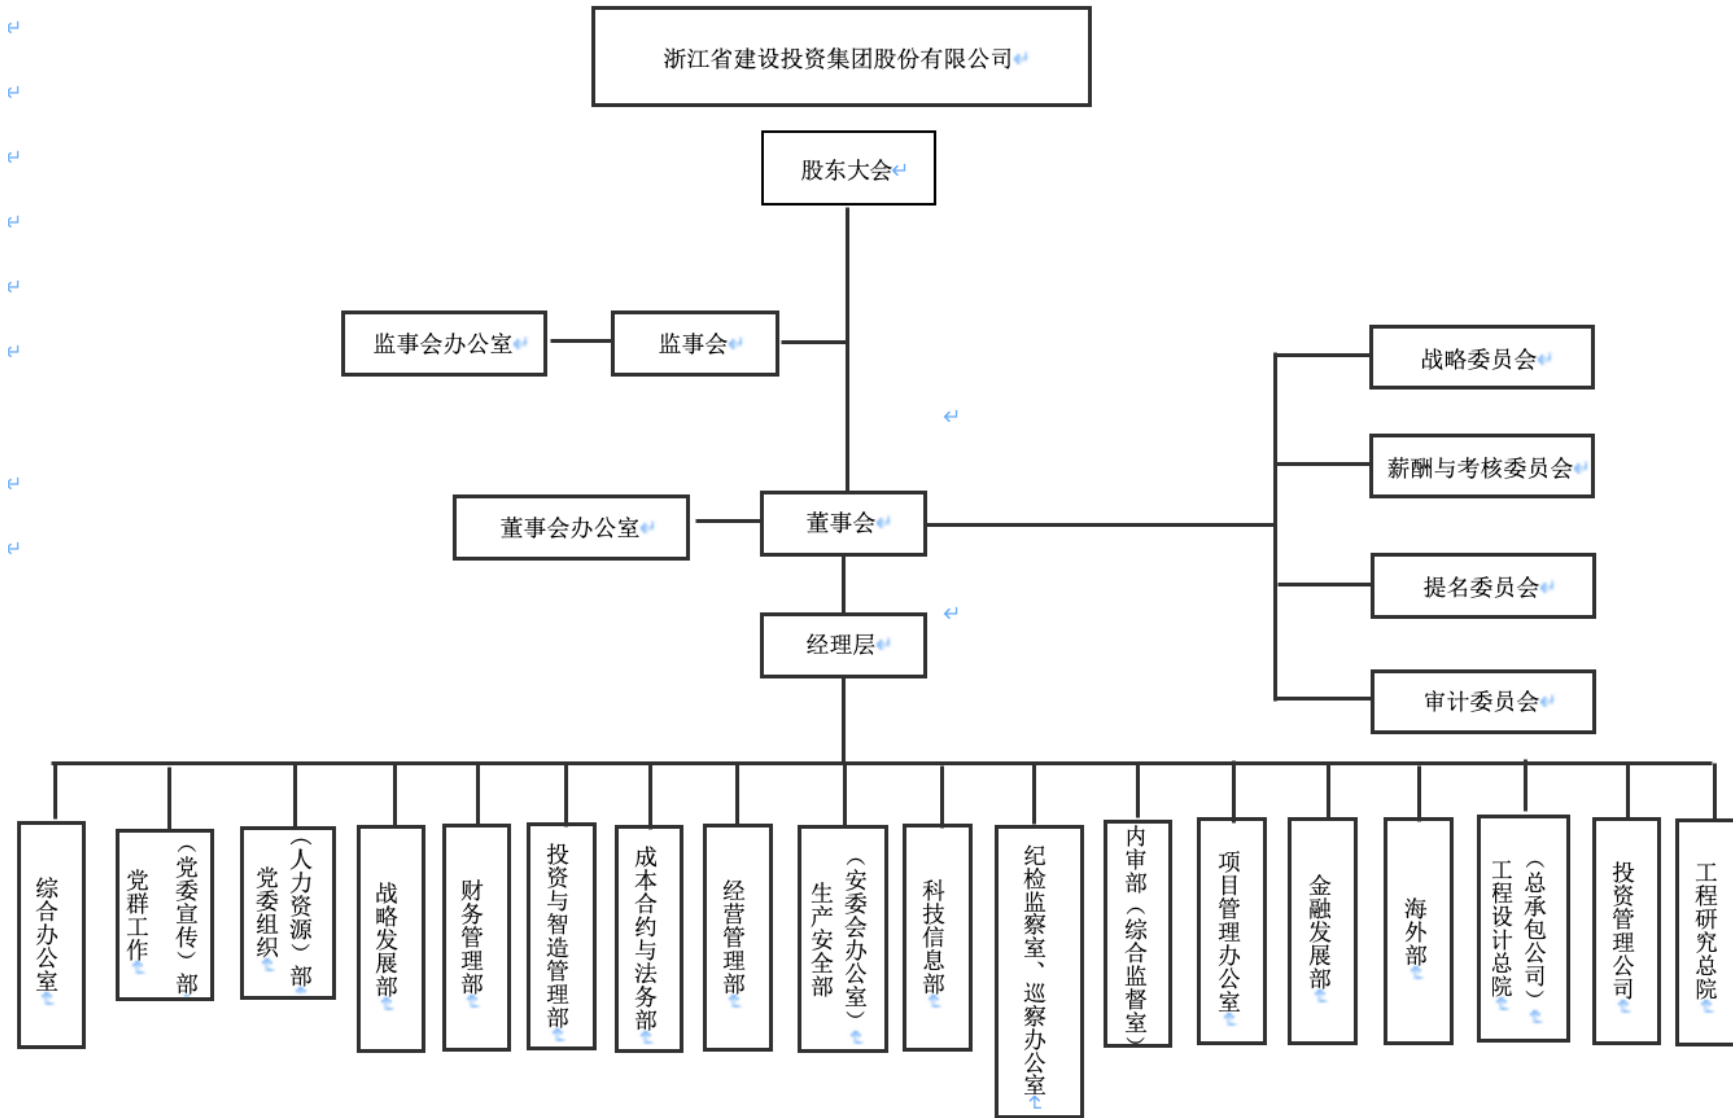 浙江省建设投资集团股份有限公司
股东大会
监事会办公室
监事会
战略委员会
薪酬与考核委员会
董事会办公室
董事会
提名委员会
经理层
审计委员会
综合办公室
党群工作
（党委宣传）部
党委组织
（人力资源）部
战略发展部
财务管理部
投资与智造管理部
成本合约与法务部
经营管理部
生产安全部
（安委会办公室）
科技信息部
纪检监察室、巡察办公室
内审部（综合监督室）
项目管理办公室
金融发展部
海外部
工程设计总院
（总承包公司）
投资管理公司
工程研究总院